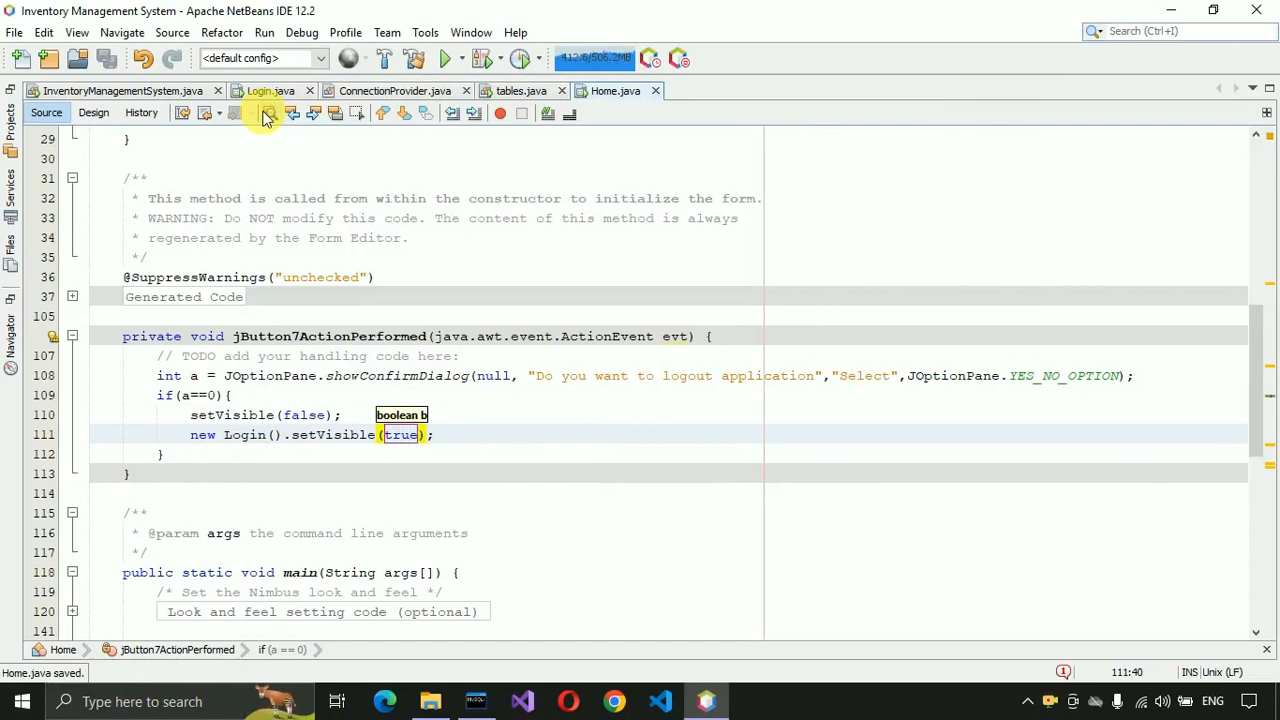 Inventory Management System - Apache NetBeans IDE 12.2
File Edit View Navigate Source Refactor Run Debug Profile Team Tools Window Help
Search (Ctrl+I)
<default config>
412.6/506.2MB
InventoryManagementSystem.java Login.java ConnectionProvider.java tables.java Home.java
Source Design History
29 }
30
31 /**
32 * This method is called from within the constructor to initialize the form.
33 * WARNING: Do NOT modify this code. The content of this method is always
34 * regenerated by the Form Editor.
35 */
36 @SuppressWarnings("unchecked")
37 Generated Code
105
private void jButton7ActionPerformed(java.awt.event.ActionEvent evt) {
107 // TODO add your handling code here:
108 int a = JOptionPane.showConfirmDialog(null, "Do you want to logout application","Select",JOptionPane.YES_NO_OPTION);
109 if(a==0){
110 setVisible(false); boolean b
111 new Login().setVisible(true);
112 }
113 }
114
115 /**
116 * @param args the command line arguments
117 */
118 public static void main(String args[]) {
119 /* Set the Nimbus look and feel */
120 Look and feel setting code (optional)
141
Projects
Services
Files
Navigator
Home jButton7ActionPerformed if (a == 0)
Home.java saved. 1 111:40 INS Unix (LF)
Type here to search ENG